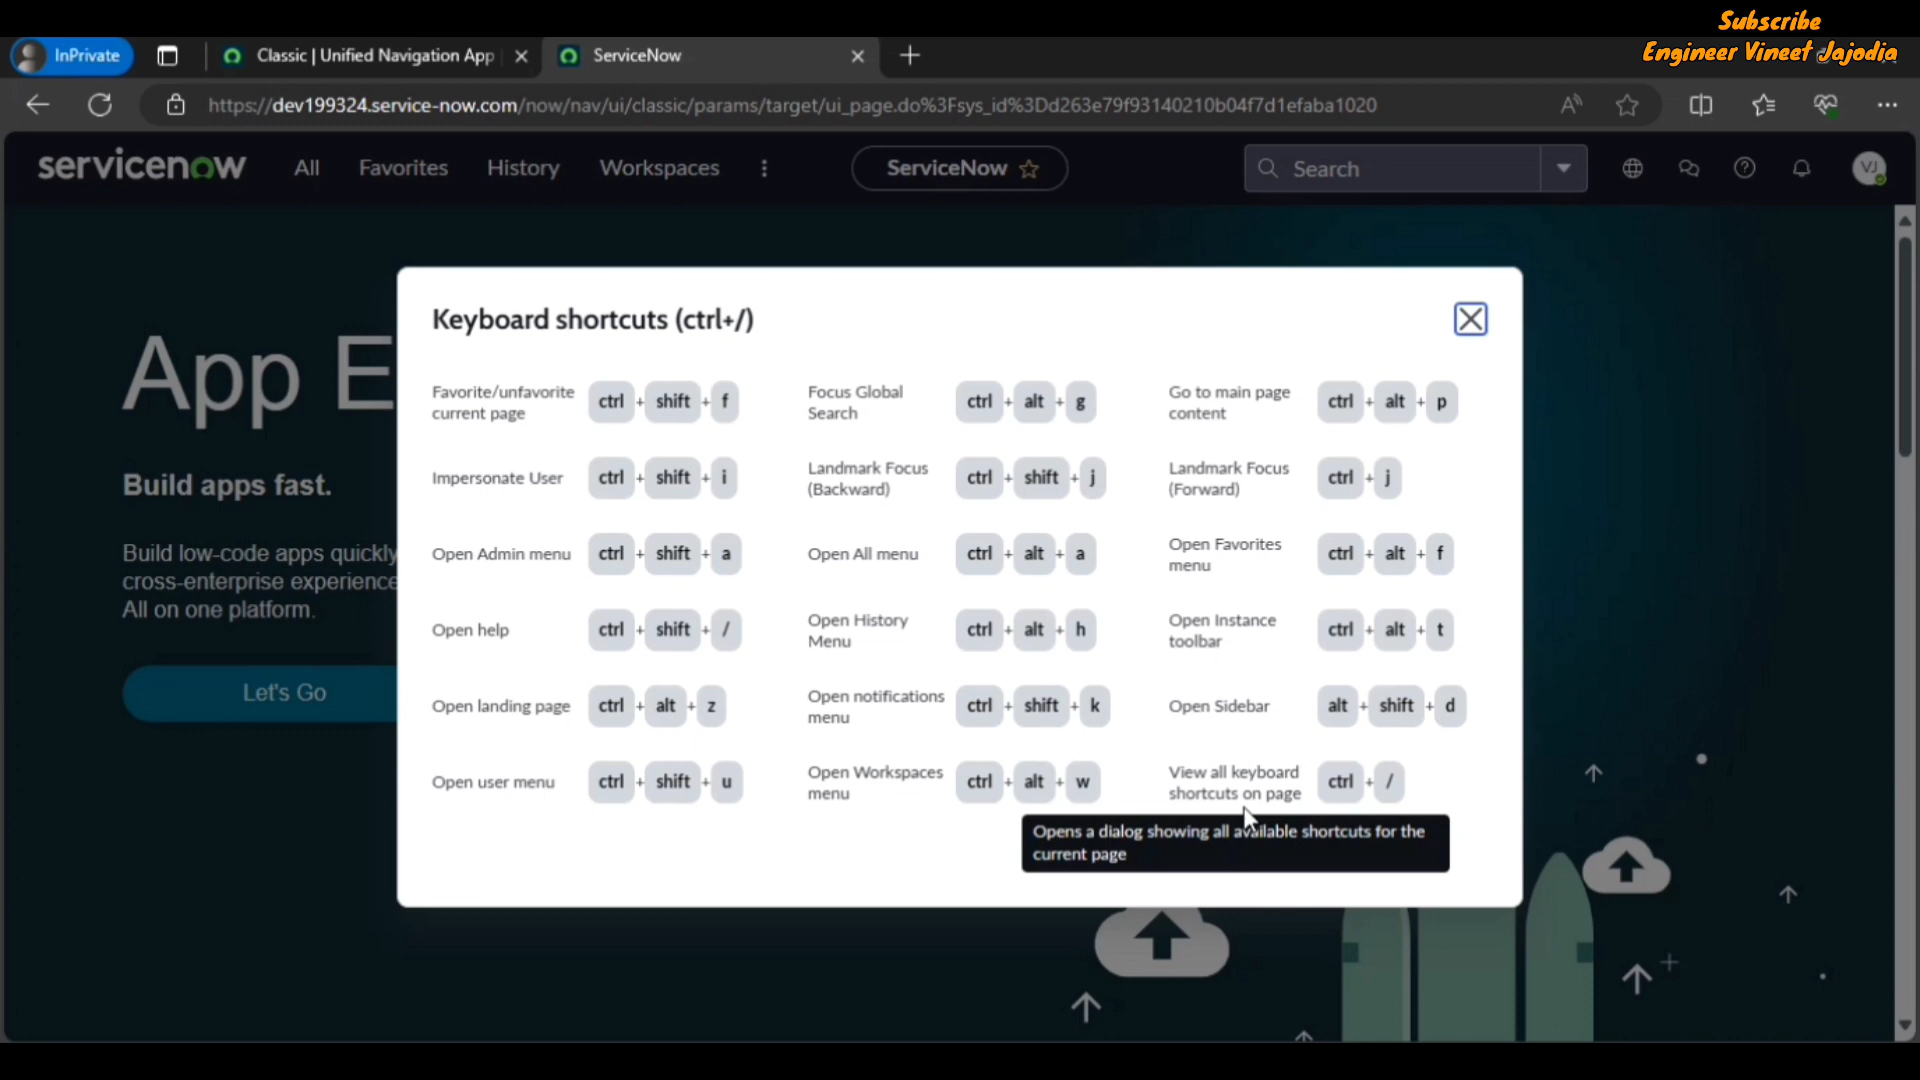 Subscribe
Engineer Vineet Jajodia
InPrivate
Classic | Unified Navigation App
ServiceNow
https://dev199324.service-now.com/now/nav/ui/classic/params/target/ui_page.do%3Fsys_id%3Dd263e79f93140210b04f7d1efaba1020
servicenow
All
Favorites
History
Workspaces
ServiceNow
Search
VJ
App E
Build apps fast.
Build low-code apps quickly
cross-enterprise experience
All on one platform.
Let's Go
Keyboard shortcuts (ctrl+/)
Favorite/unfavorite
current page
ctrl + shift + f
Focus Global
Search
ctrl + alt + g
Go to main page
content
ctrl + alt + p
Impersonate User
ctrl + shift + i
Landmark Focus
(Backward)
ctrl + shift + j
Landmark Focus
(Forward)
ctrl + j
Open Admin menu
ctrl + shift + a
Open All menu
ctrl + alt + a
Open Favorites
menu
ctrl + alt + f
Open help
ctrl + shift + /
Open History
Menu
ctrl + alt + h
Open Instance
toolbar
ctrl + alt + t
Open landing page
ctrl + alt + z
Open notifications
menu
ctrl + shift + k
Open Sidebar
alt + shift + d
Open user menu
ctrl + shift + u
Open Workspaces
menu
ctrl + alt + w
View all keyboard
shortcuts on page
ctrl + /
Opens a dialog showing all available shortcuts for the
current page